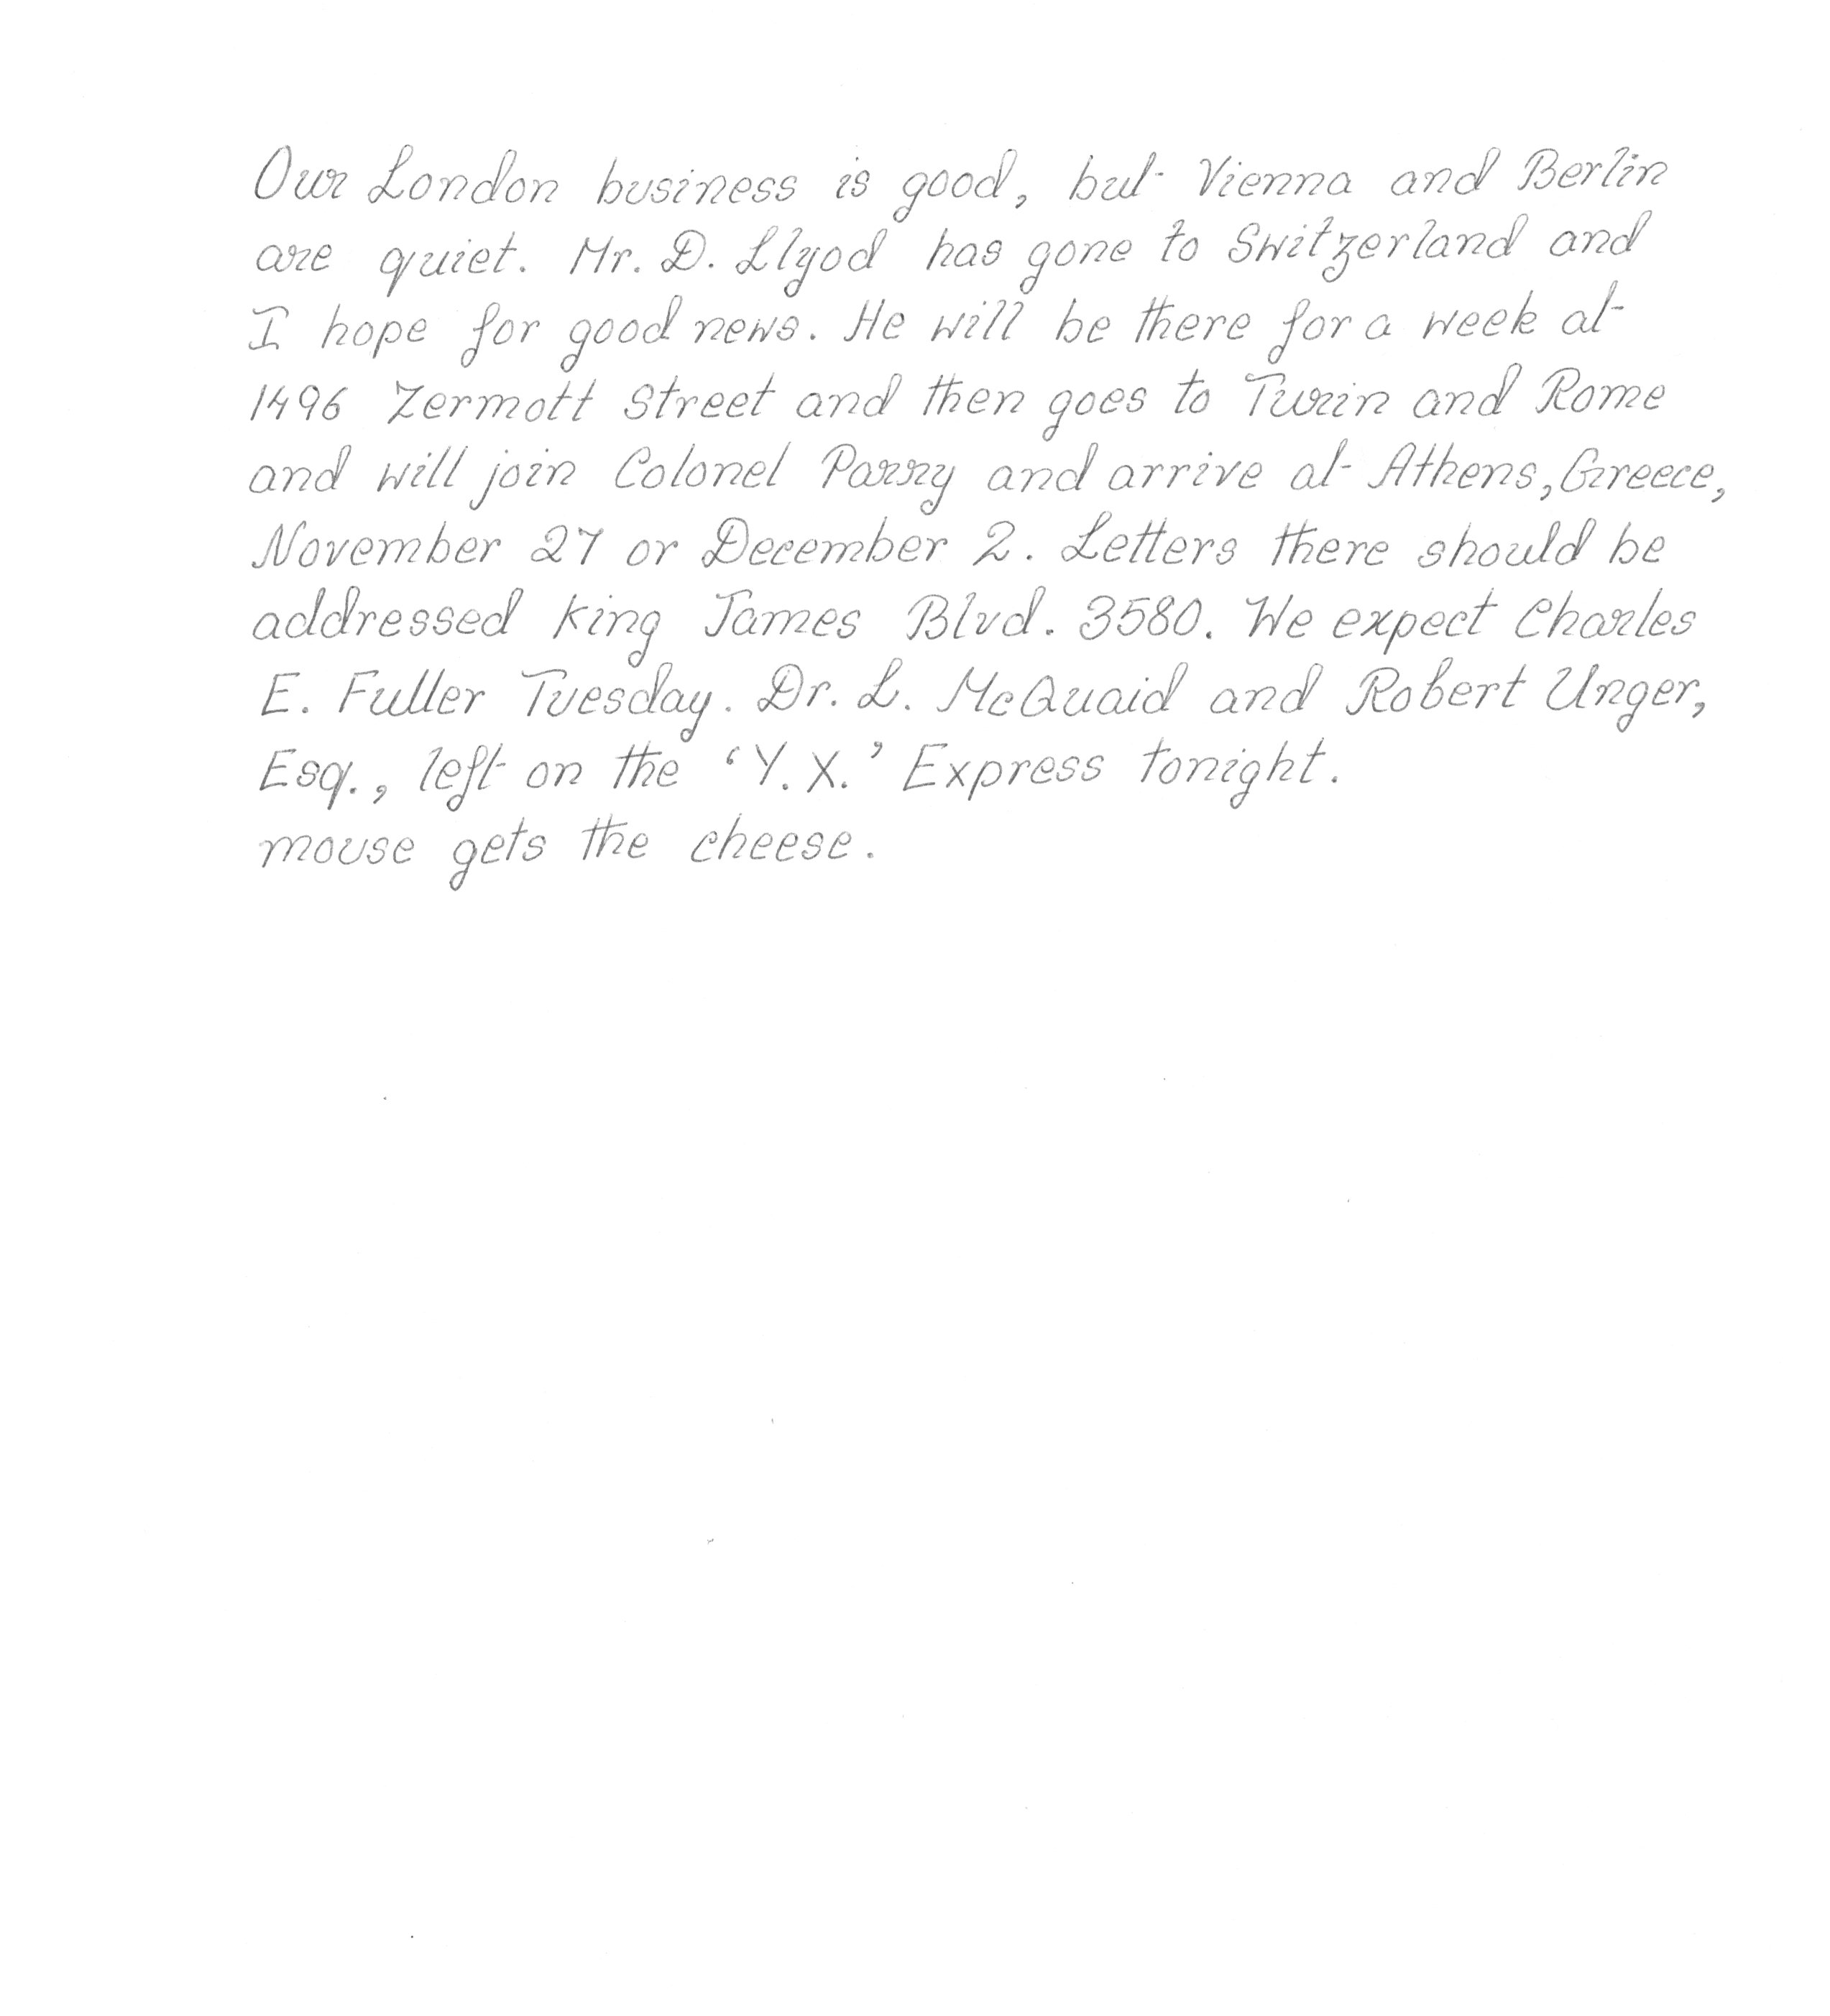 Our London business is good, but Vienna and Berlin
are quiet. Mr. D. Llyod has gone to Switzerland and
I hope for good news. He will be there for a week at
1496 Zermott Street and then goes to Turin and Rome
and will join Colonel Parry and arrive at Athens, Greece,
November 27 or December 2. Letters there should be
addressed King James Blvd. 3580. We expect Charles
E. Fuller Tuesday. Dr. L. McQuaid and Robert Unger,
Esq., left on the 'Y. X.' Express tonight.
mouse gets the cheese.